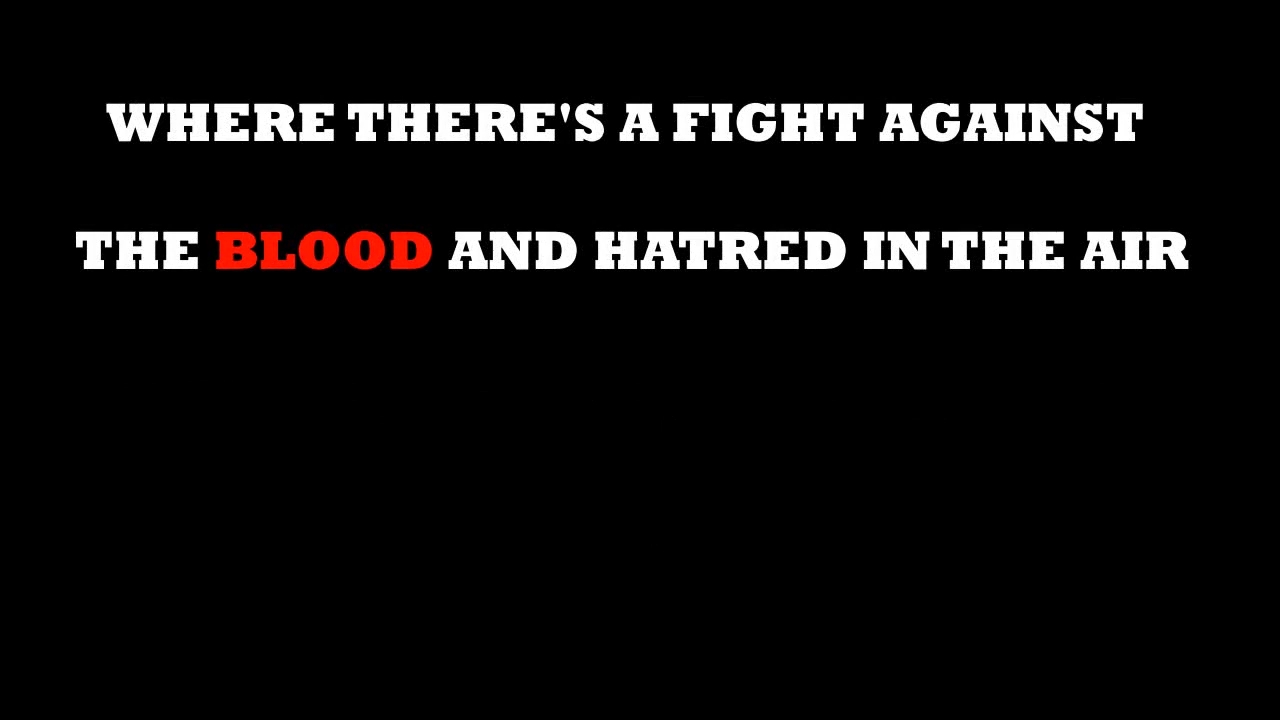 WHERE THERE'S A FIGHT AGAINST
THE BLOOD AND HATRED IN THE AIR